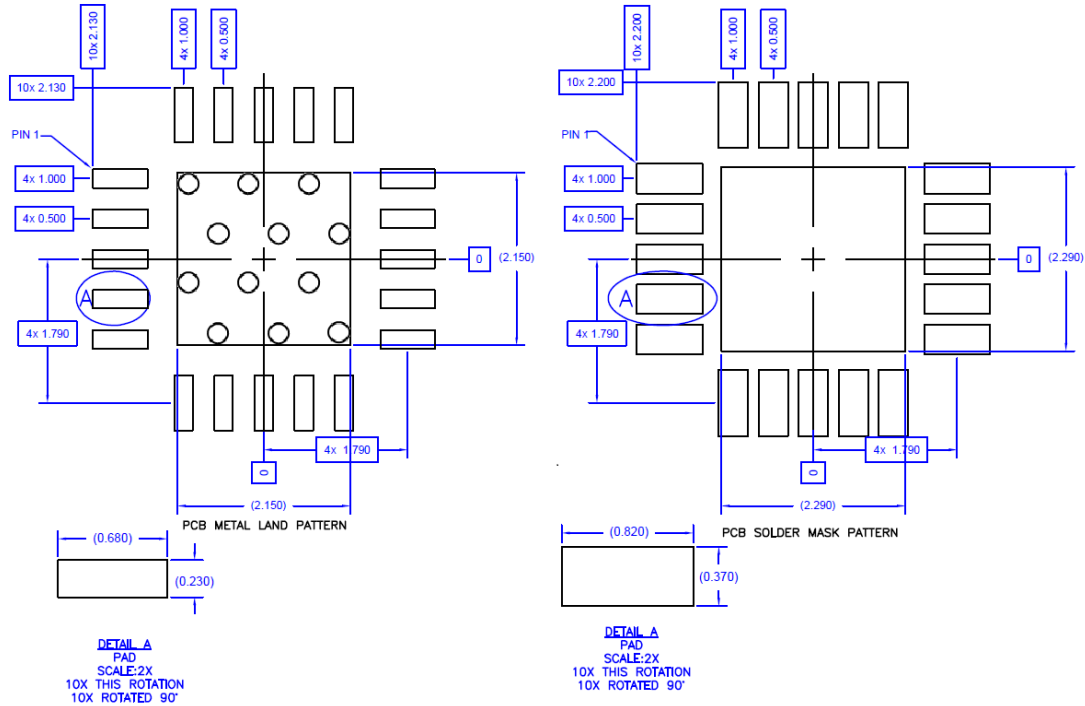 10x 2.130
4x 1.000
4x 0.500
10x 2.130
PIN 1
4x 1.000
4x 0.500
0
(2.150)
A
4x 1.790
4x 1.790
0
(2.150)
PCB METAL LAND PATTERN
(0.680)
(0.230)
DETAIL A
PAD
SCALE:2X
10X THIS ROTATION
10X ROTATED 90°
10x 2.200
4x 1.000
4x 0.500
10x 2.200
PIN 1
4x 1.000
4x 0.500
0
(2.290)
A
4x 1.790
4x 1.790
0
(2.290)
PCB SOLDER MASK PATTERN
(0.820)
(0.370)
DETAIL A
PAD
SCALE:2X
10X THIS ROTATION
10X ROTATED 90°